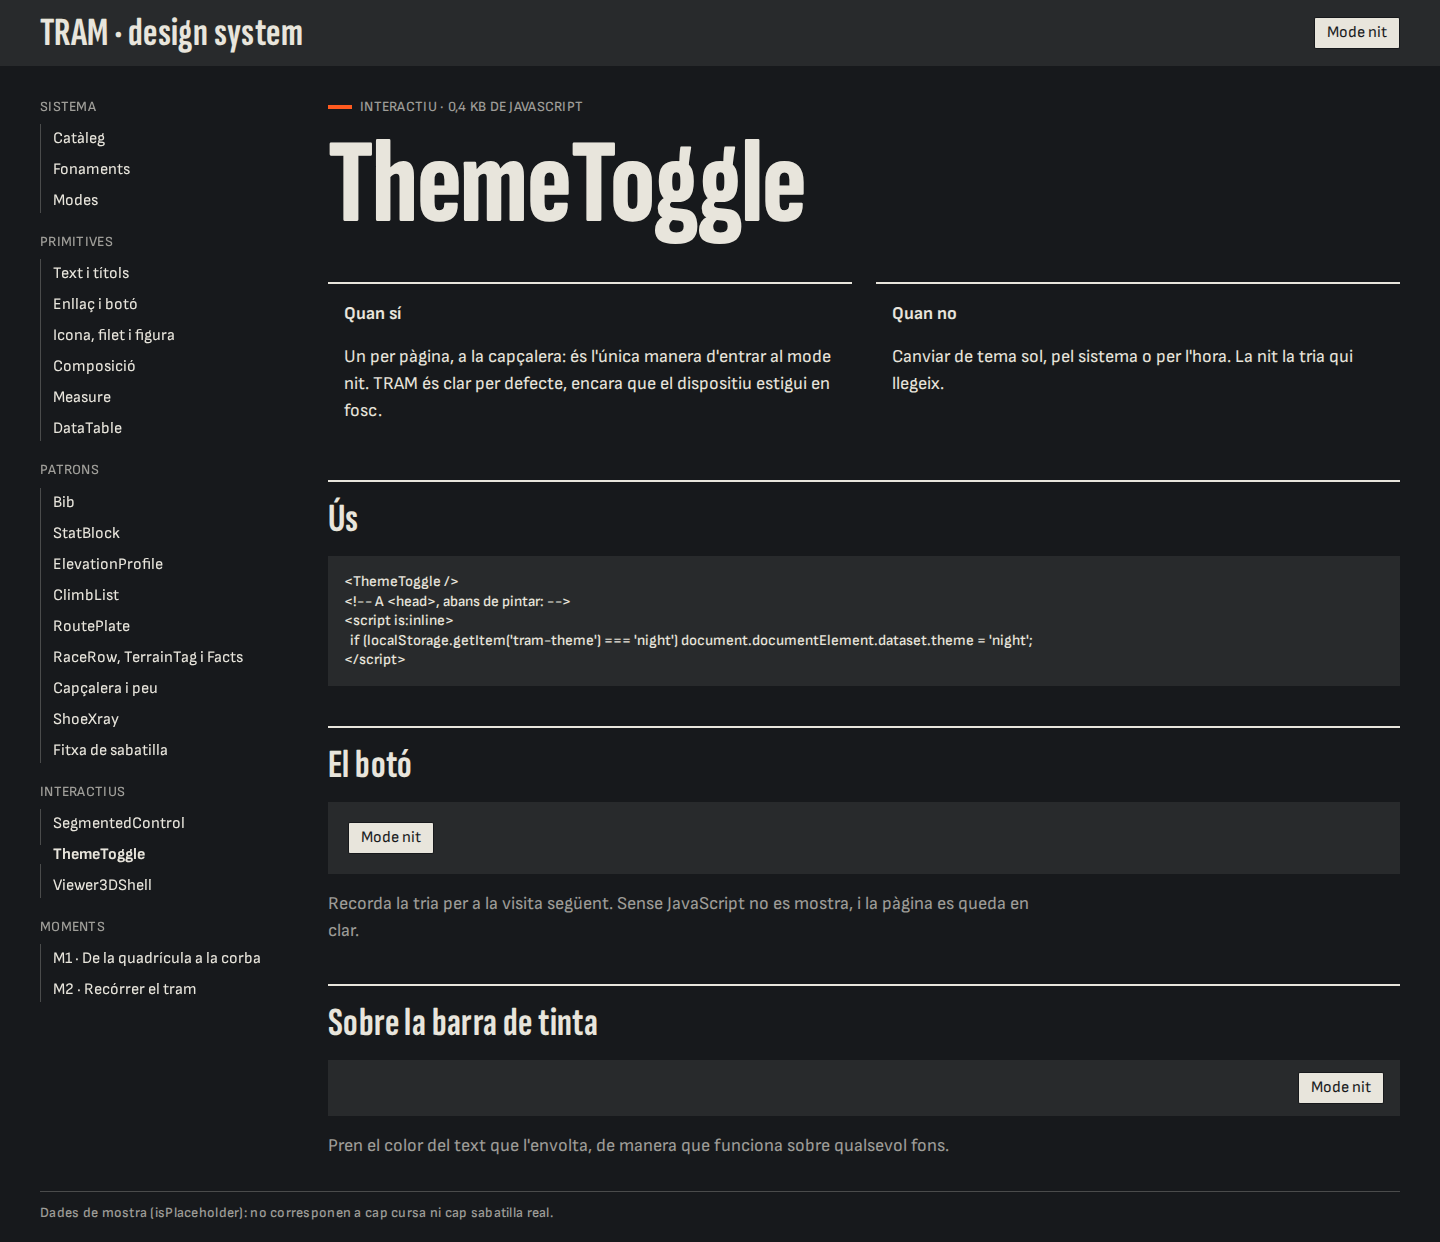 TRAM · design system
Mode nit
SISTEMA
Catàleg
Fonaments
Modes
PRIMITIVES
Text i títols
Enllaç i botó
Icona, filet i figura
Composició
Measure
DataTable
PATRONS
Bib
StatBlock
ElevationProfile
ClimbList
RoutePlate
RaceRow, TerrainTag i Facts
Capçalera i peu
ShoeXray
Fitxa de sabatilla
INTERACTIUS
SegmentedControl
ThemeToggle
Viewer3DShell
MOMENTS
M1 · De la quadrícula a la corba
M2 · Recórrer el tram
INTERACTIU · 0,4 KB DE JAVASCRIPT
ThemeToggle
Quan sí
Un per pàgina, a la capçalera: és l'única manera d'entrar al mode
nit. TRAM és clar per defecte, encara que el dispositiu estigui en
fosc.
Quan no
Canviar de tema sol, pel sistema o per l'hora. La nit la tria qui
llegeix.
Ús
<ThemeToggle />
<!-- A <head>, abans de pintar: -->
<script is:inline>
if (localStorage.getItem('tram-theme') === 'night') document.documentElement.dataset.theme = 'night';
</script>
El botó
Mode nit
Recorda la tria per a la visita següent. Sense JavaScript no es mostra, i la pàgina es queda en
clar.
Sobre la barra de tinta
Mode nit
Pren el color del text que l'envolta, de manera que funciona sobre qualsevol fons.
Dades de mostra (isPlaceholder): no corresponen a cap cursa ni cap sabatilla real.